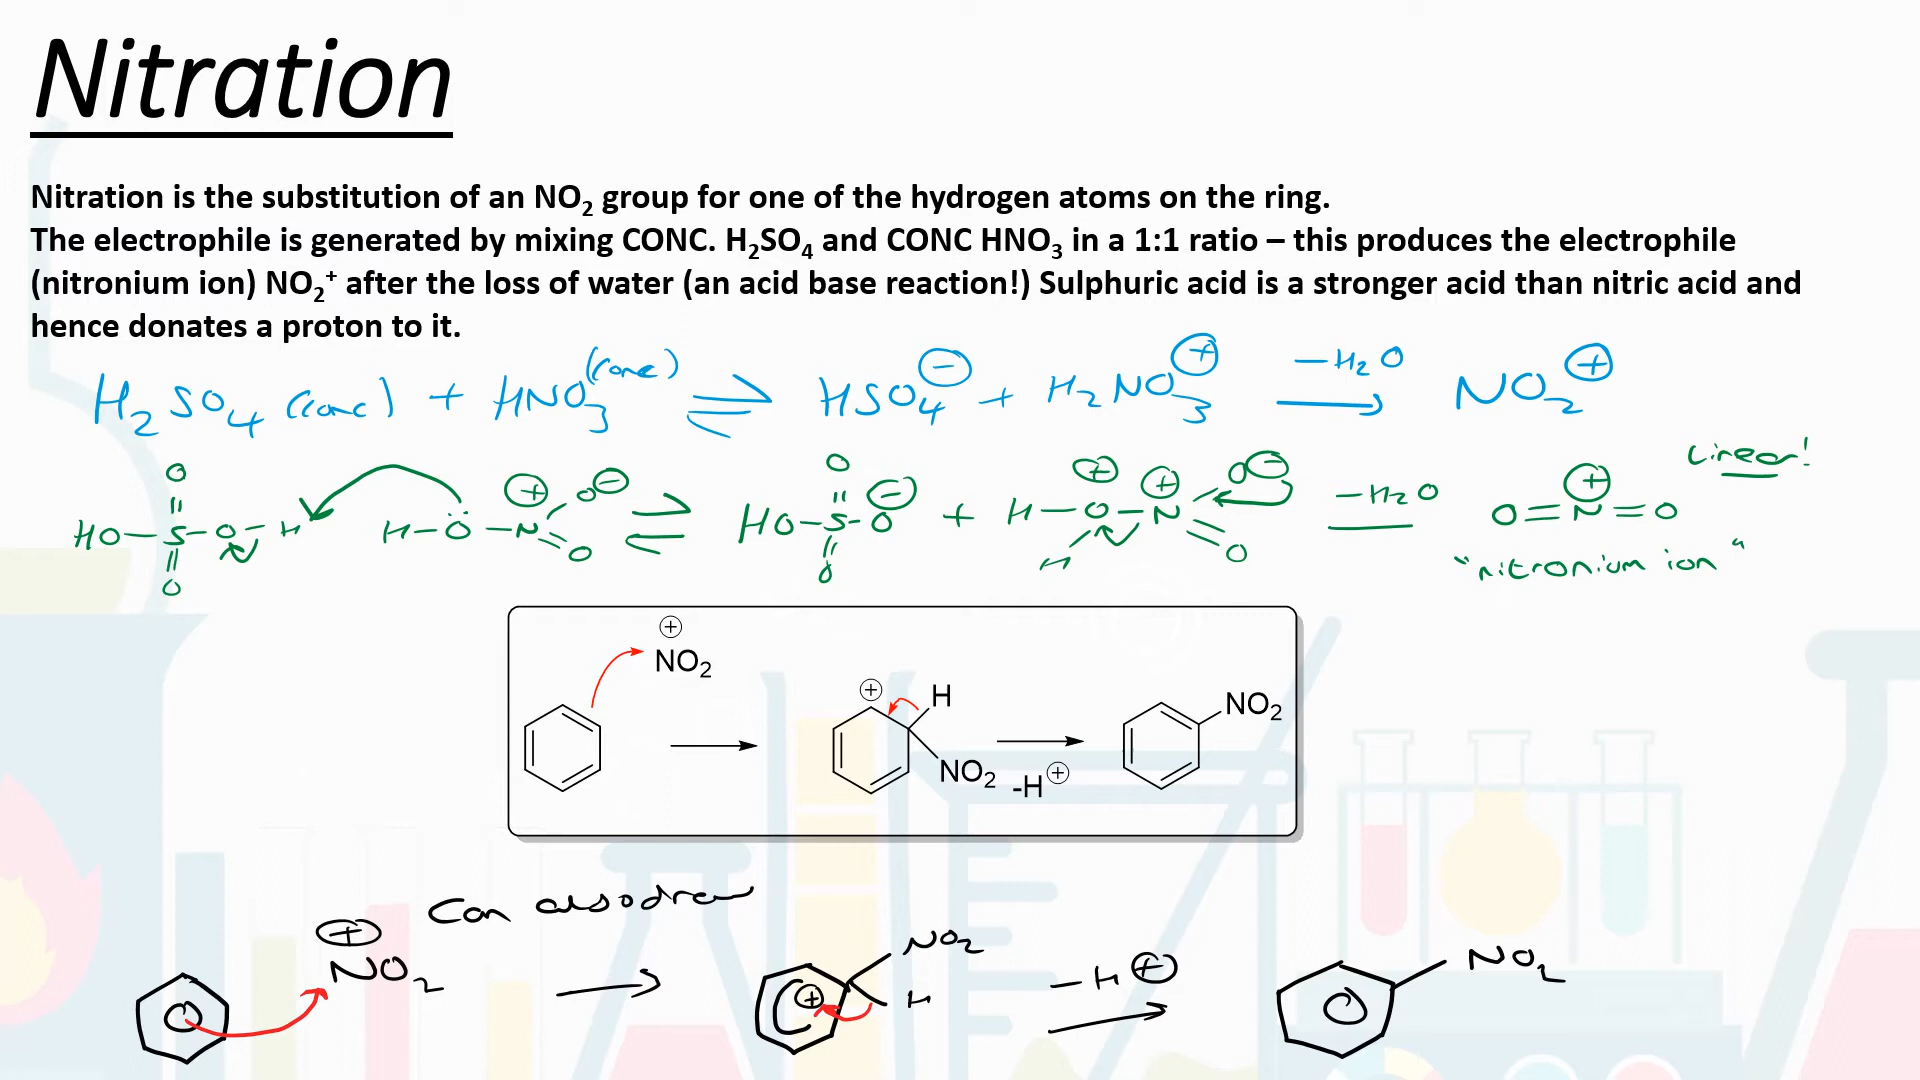 Nitration
Nitration is the substitution of an NO₂ group for one of the hydrogen atoms on the ring.
The electrophile is generated by mixing CONC. H₂SO₄ and CONC HNO₃ in a 1:1 ratio – this produces the electrophile
(nitronium ion) NO₂⁺ after the loss of water (an acid base reaction!) Sulphuric acid is a stronger acid than nitric acid and
hence donates a proton to it.
H₂SO₄ (conc) + HNO₃ (conc) ⇌ HSO₄⊖ + H₂NO₃⊕ –H₂O → NO₂⊕
Linear!
HO–S–O–H O O H–Ö–N⊕ O⊖ =O ⇌ HO–S–O⊖ O O + H–O⊕–N⊕ O⊖ =O H –H₂O O=N⊕=O
"nitronium ion"
⊕
NO₂
⊕ H
NO₂
NO₂
-H⊕
Can also draw
⊕
NO₂ → ⊕ NO₂ H –H⊕ → NO₂